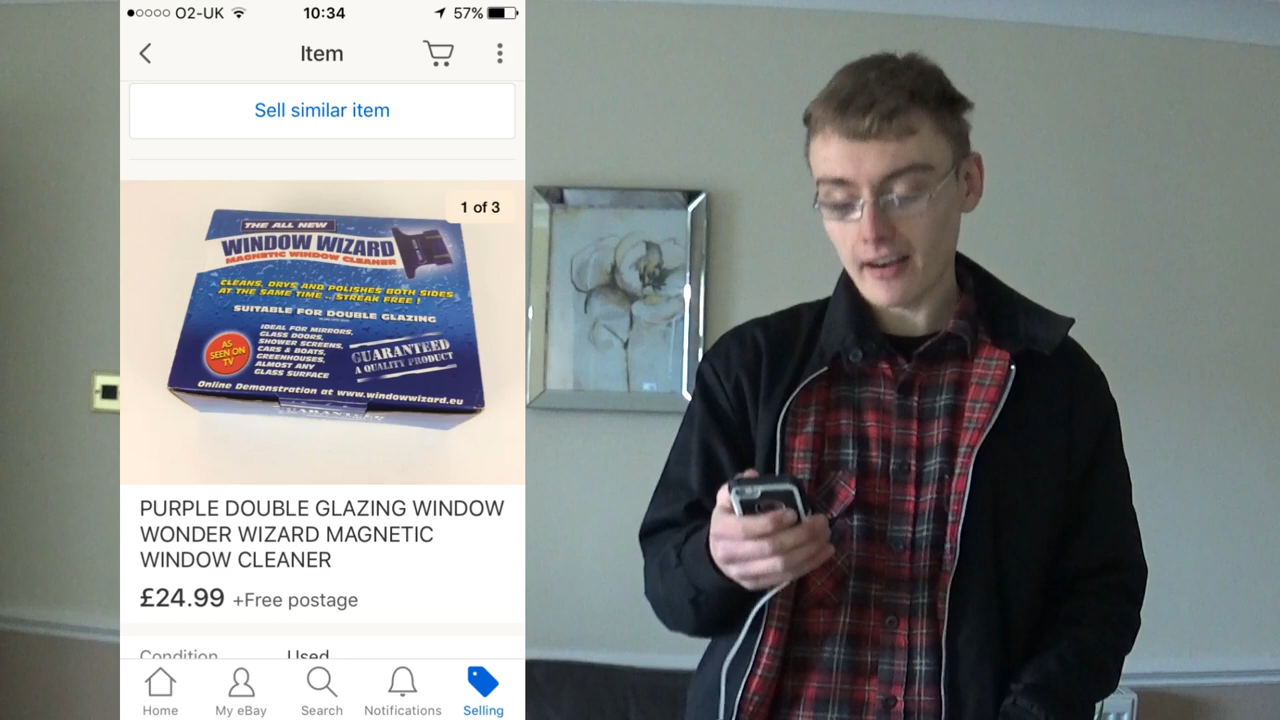 O2-UK 10:34 57%
Item
Sell similar item
1 of 3
THE ALL NEW
WINDOW WIZARD
MAGNETIC WINDOW CLEANER
CLEANS, DRYS AND POLISHES BOTH SIDES
AT THE SAME TIME .. STREAK FREE !
SUITABLE FOR DOUBLE GLAZING
IDEAL FOR MIRRORS,
GLASS DOORS,
SHOWER SCREENS,
CARS & BOATS,
GREENHOUSES,
ALMOST ANY
GLASS SURFACE
AS
SEEN ON
TV
GUARANTEED
A QUALITY PRODUCT
Online Demonstration at www.windowwizard.eu
GUARANTEED
PURPLE DOUBLE GLAZING WINDOW
WONDER WIZARD MAGNETIC
WINDOW CLEANER
£24.99 +Free postage
Condition Used
Home My eBay Search Notifications Selling